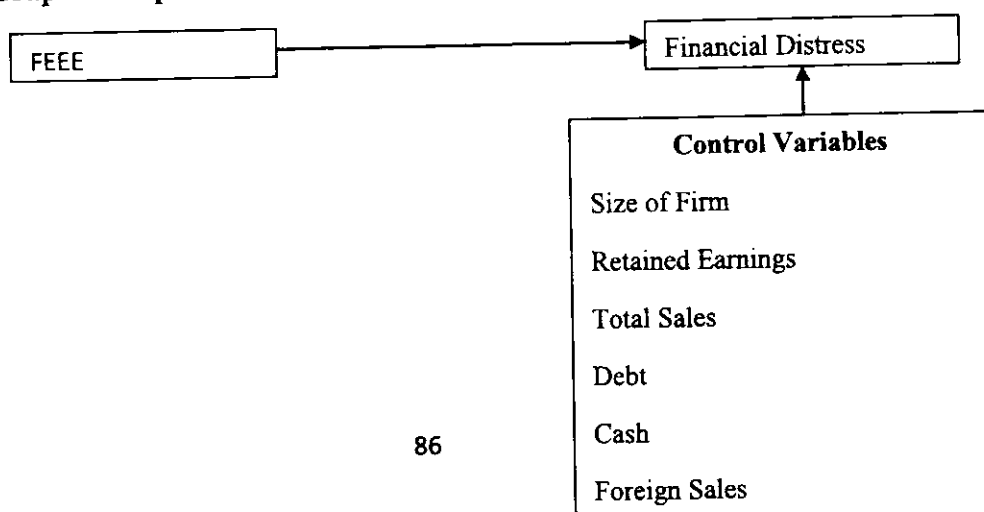 FEEE
Financial Distress
Control Variables
Size of Firm
Retained Earnings
Total Sales
Debt
Cash
86
Foreign Sales